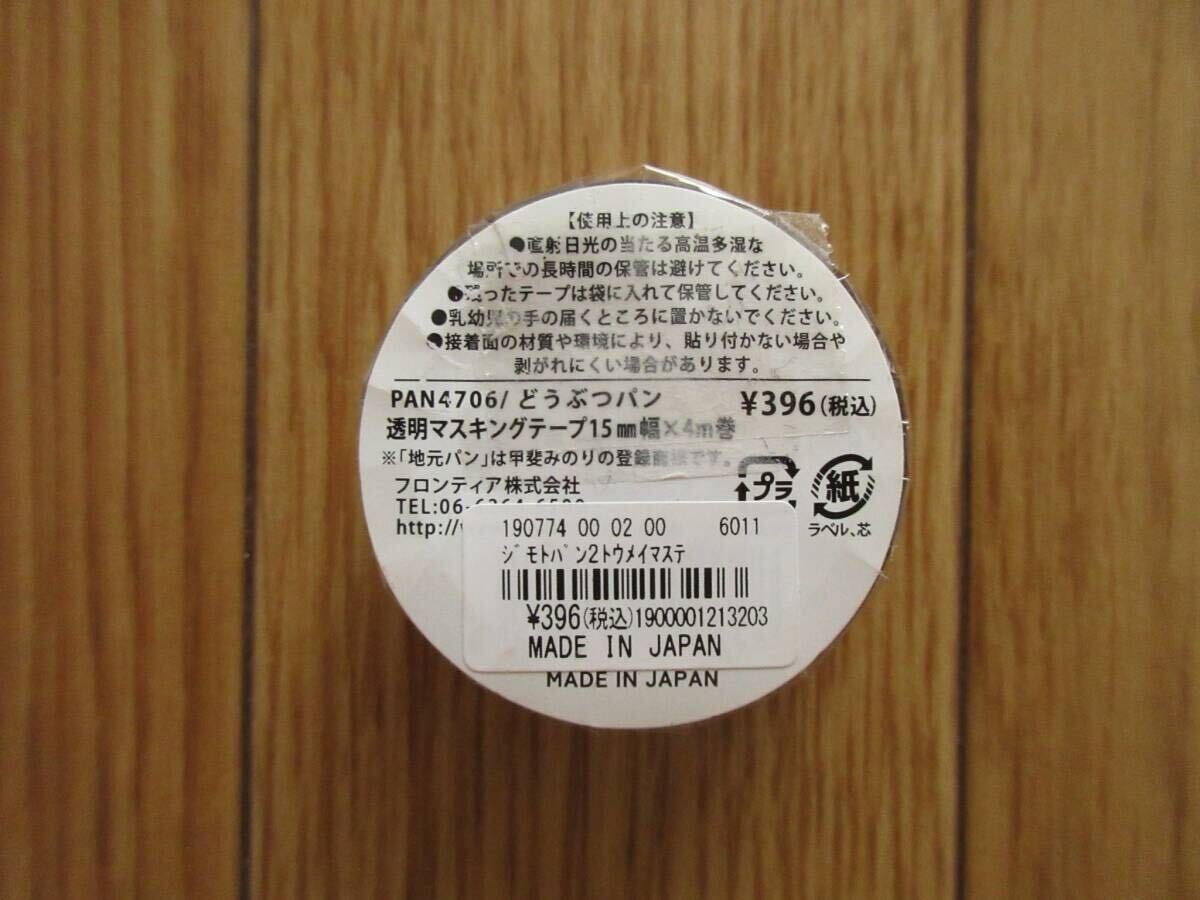 【使用上の注意】
●直射日光の当たる高温多湿な
場所での長時間の保管は避けてください。
ったテープは袋に入れて保管してください。
●乳幼児の手の届くところに置かないでください。
●接着面の材質や環境により、貼り付かない場合や
剥がれにくい場合があります。
PAN4706/どうぶつパン ¥396(税込)
透明マスキングテープ15㎜幅×4m巻
※「地元パン」は甲斐みのりの登録商標です。
フロンティア株式会社
プラ
紙
ラベル、芯
TEL:06-
http://
190774 00 02 00 6011
ジモトパン2トウメイマステ
¥396(税込)1900001213203
MADE IN JAPAN
MADE IN JAPAN